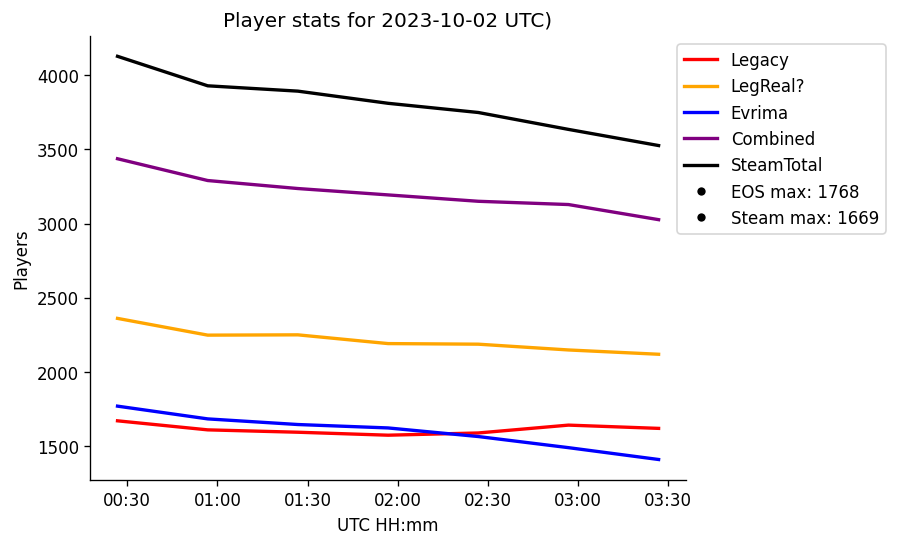 Player stats for 2023-10-02 UTC)
Legacy
LegReal?
Evrima
Combined
SteamTotal
EOS max: 1768
Steam max: 1669
Players
4000
3500
3000
2500
2000
1500
00:30 01:00 01:30 02:00 02:30 03:00 03:30
UTC HH:mm